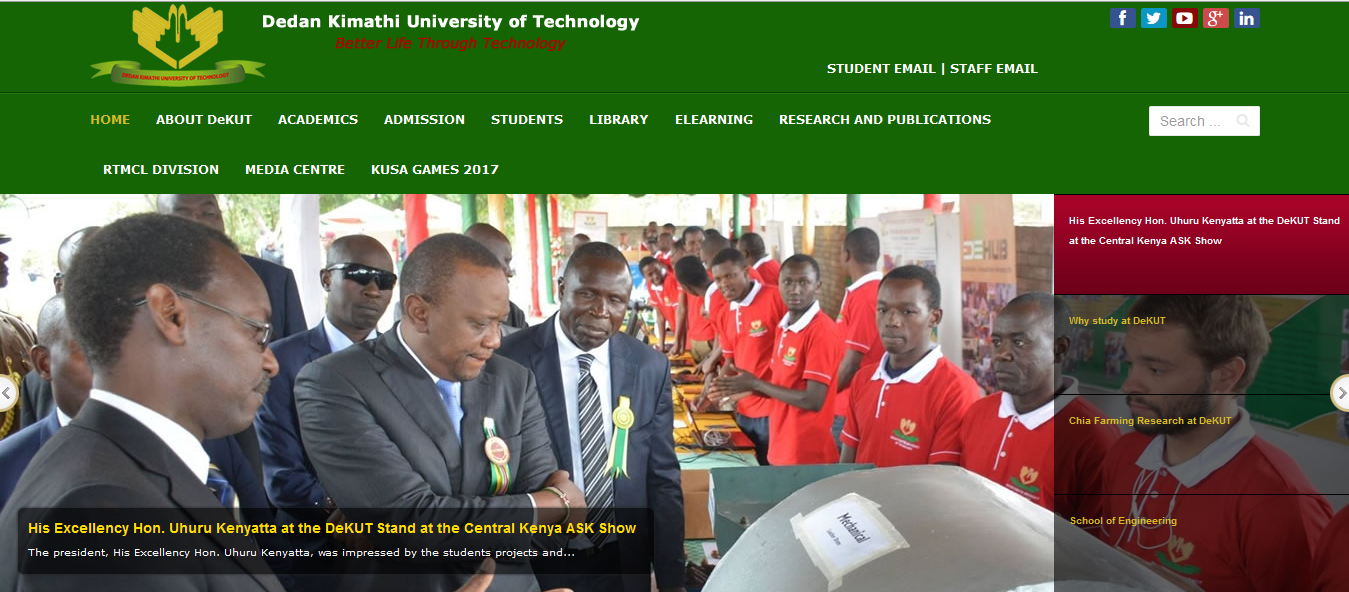 Dedan Kimathi University of Technology
Better Life Through Technology
DEDAN KIMATHI UNIVERSITY OF TECHNOLOGY
STUDENT EMAIL | STAFF EMAIL
HOME ABOUT DeKUT ACADEMICS ADMISSION STUDENTS LIBRARY ELEARNING RESEARCH AND PUBLICATIONS
Search ...
RTMCL DIVISION MEDIA CENTRE KUSA GAMES 2017
His Excellency Hon. Uhuru Kenyatta at the DeKUT Stand
at the Central Kenya ASK Show
Why study at DeKUT
Chia Farming Research at DeKUT
School of Engineering
Mechanical
His Excellency Hon. Uhuru Kenyatta at the DeKUT Stand at the Central Kenya ASK Show
The president, His Excellency Hon. Uhuru Kenyatta, was impressed by the students projects and...